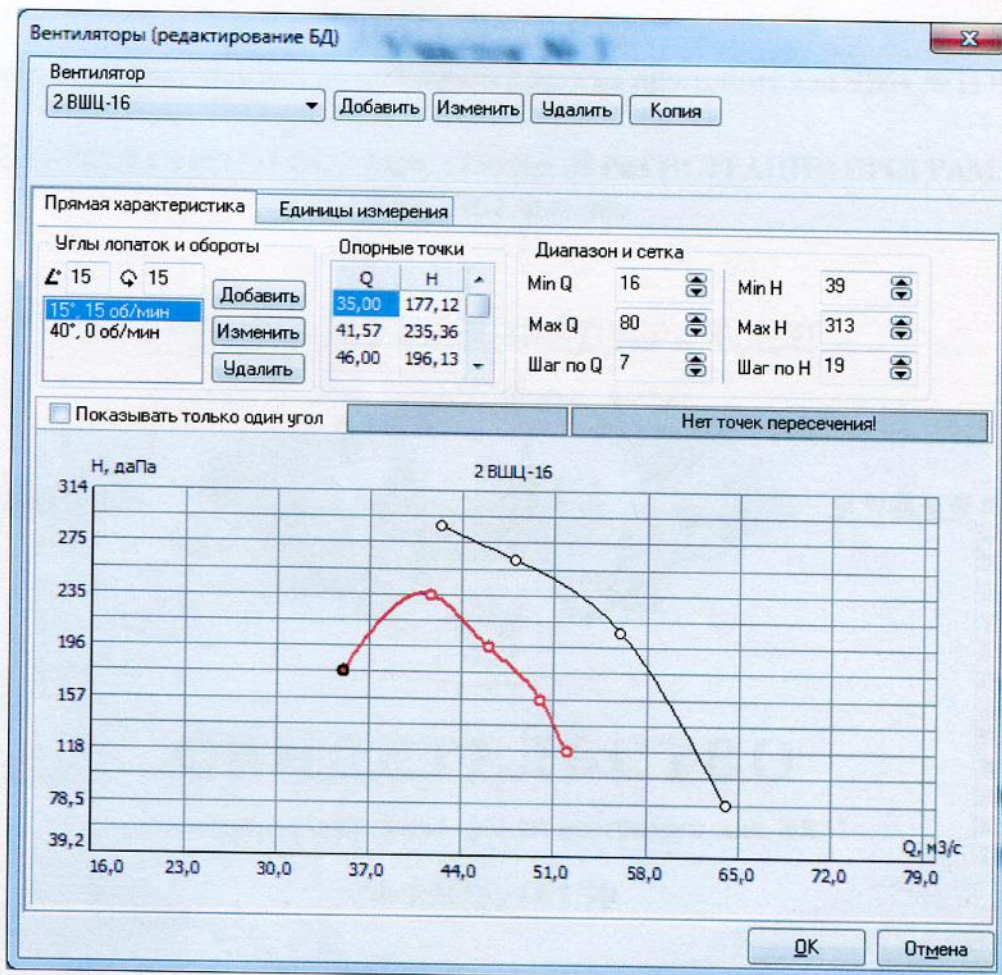 Вентиляторы (редактирование БД)
Участок № 1
Вентилятор
2 ВШЦ-16 Добавить Изменить Удалить Копия
Прямая характеристика Единицы измерения
Углы лопаток и обороты Опорные точки Диапазон и сетка
15 15 Добавить
15°, 15 об/мин
40°, 0 об/мин Изменить
Удалить
Q H
35,00 177,12
41,57 235,36
46,00 196,13
Min Q 16 Min H 39
Max Q 80 Max H 313
Шаг по Q 7 Шаг по H 19
Показывать только один угол Нет точек пересечения!
H, даПа 2 ВШЦ-16
314
275
235
196
157
118
78,5
39,2
Q, м3/с
16,0 23,0 30,0 37,0 44,0 51,0 58,0 65,0 72,0 79,0
OK Отмена